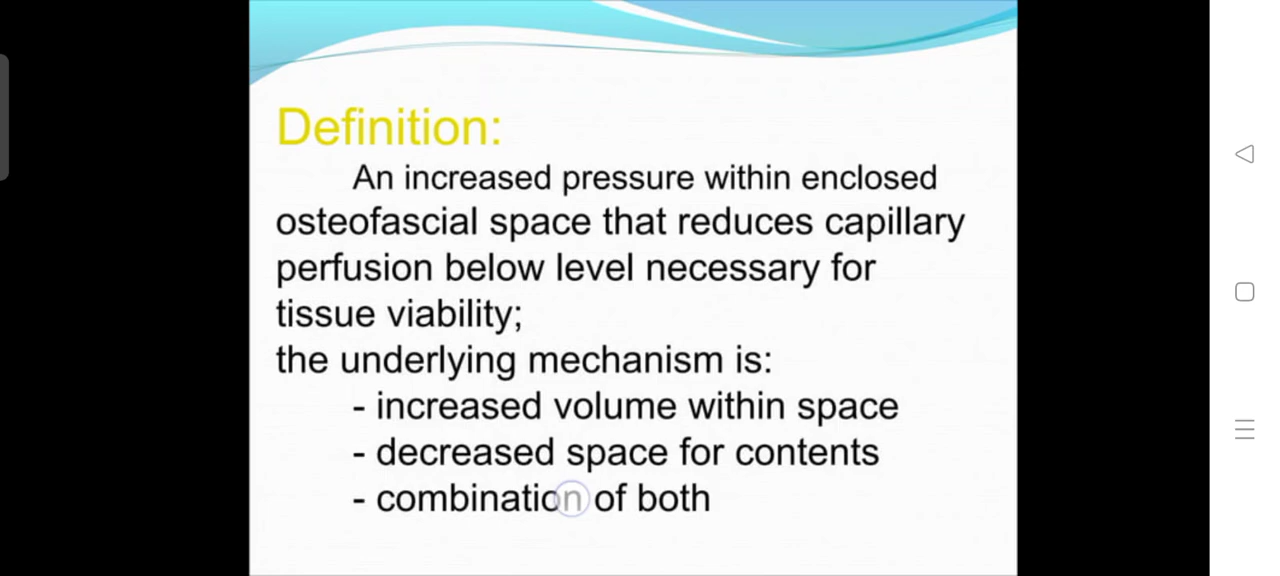 Definition:
An increased pressure within enclosed
osteofascial space that reduces capillary
perfusion below level necessary for
tissue viability;
the underlying mechanism is:
- increased volume within space
- decreased space for contents
- combination of both